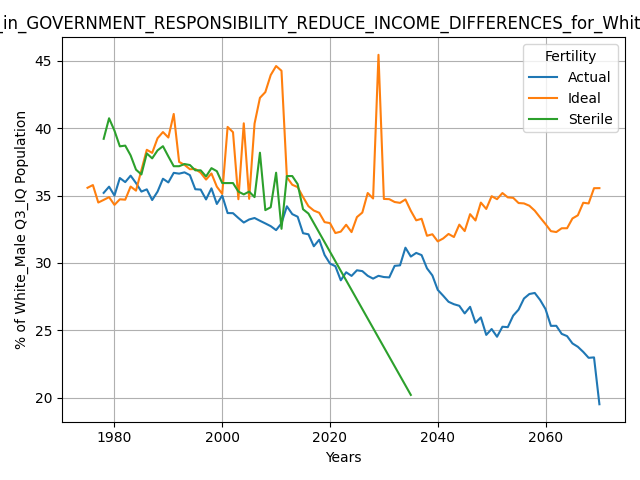 _in_GOVERNMENT_RESPONSIBILITY_REDUCE_INCOME_DIFFERENCES_for_Whit
Fertility
Actual
Ideal
Sterile
% of White_Male Q3_IQ Population
45
40
35
30
25
20
1980
2000
2020
2040
2060
Years